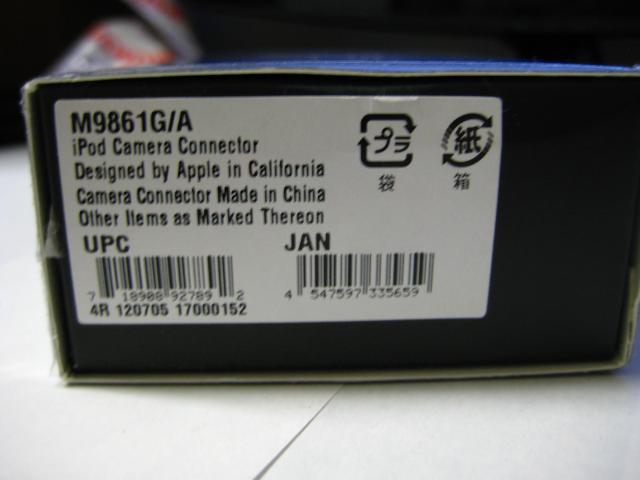 M9861G/A
iPod Camera Connector
Designed by Apple in California
Camera Connector Made in China
Other Items as Marked Thereon
プラ
袋
紙
箱
UPC
JAN
7 18908 92789 2
4 547597 335659
4R 120705 17000152